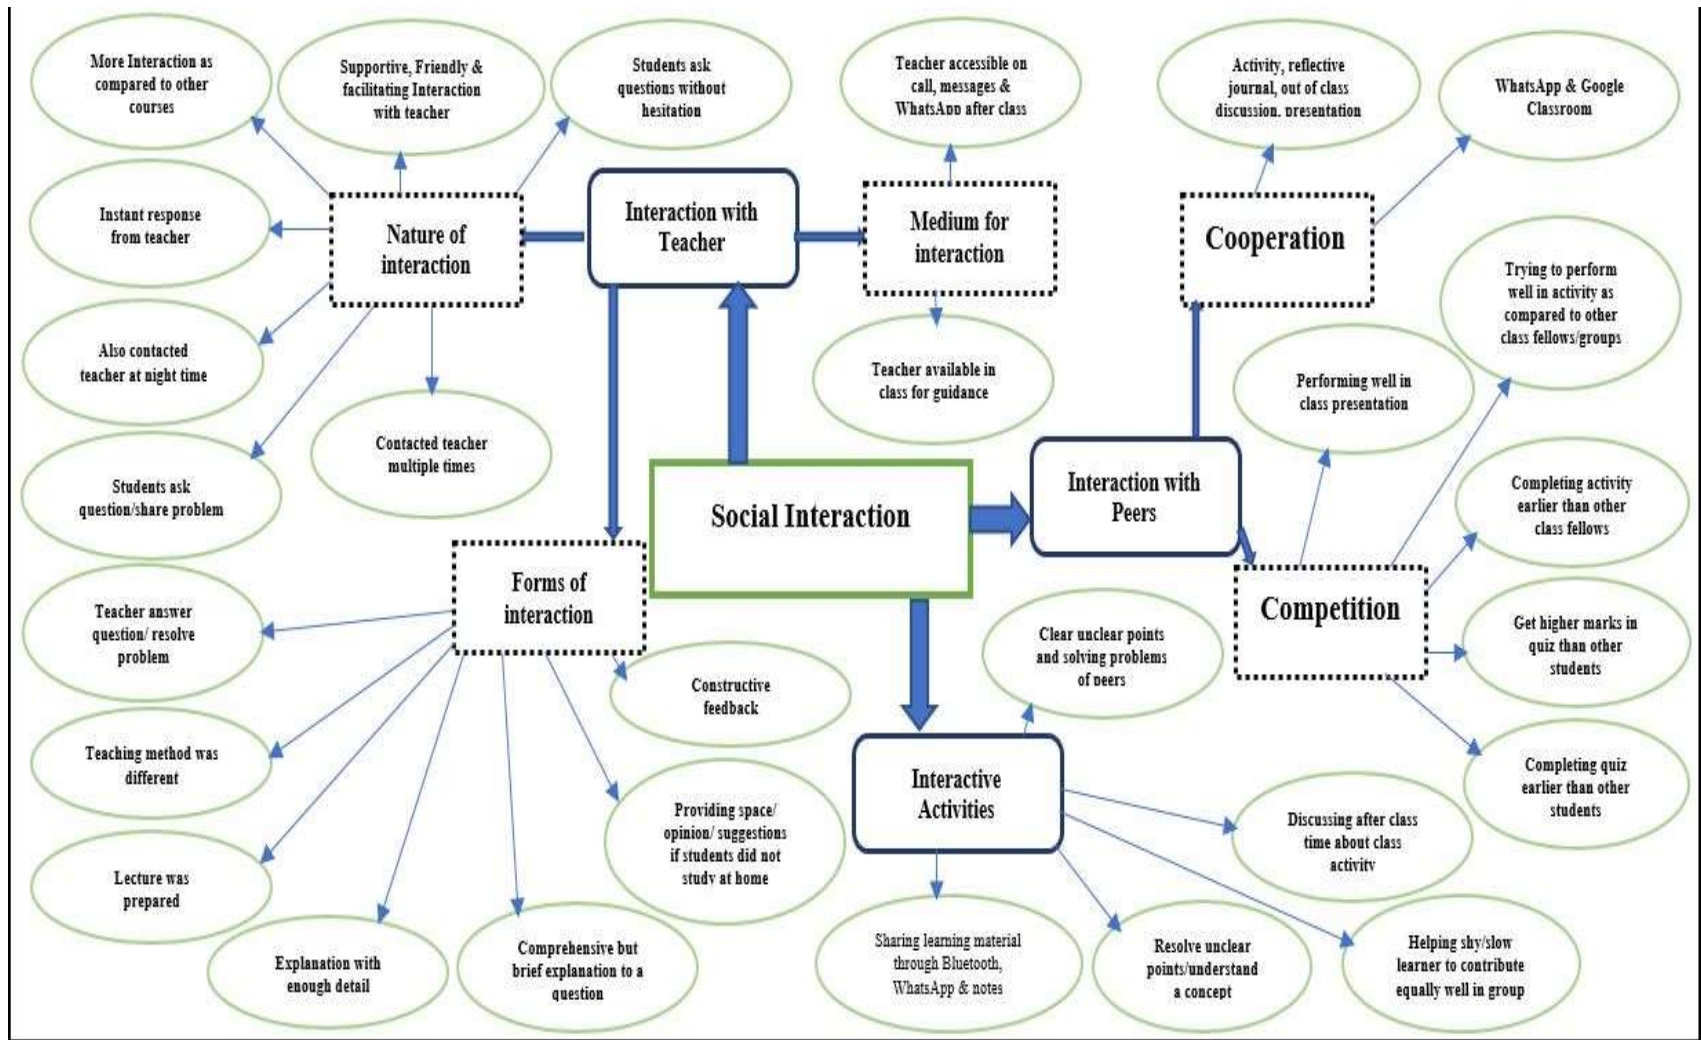 More Interaction as
compared to other
courses
Supportive, Friendly &
facilitating Interaction
with teacher
Students ask
questions without
hesitation
Teacher accessible on
call, messages &
WhatsApp after class
Activity, reflective
journal, out of class
discussion, presentation
WhatsApp & Google
Classroom
Instant response
from teacher
Nature of
interaction
Interaction with
Teacher
Medium for
interaction
Cooperation
Trying to perform
well in activity as
compared to other
class fellows/groups
Also contacted
teacher at night time
Teacher available in
class for guidance
Performing well in
class presentation
Contacted teacher
multiple times
Students ask
question/share problem
Social Interaction
Interaction with
Peers
Completing activity
earlier than other
class fellows
Forms of
interaction
Competition
Teacher answer
question/ resolve
problem
Clear unclear points
and solving problems
of peers
Get higher marks in
quiz than other
students
Constructive
feedback
Teaching method was
different
Interactive
Activities
Completing quiz
earlier than other
students
Providing space/
opinion/ suggestions
if students did not
study at home
Discussing after class
time about class
activity
Lecture was
prepared
Explanation with
enough detail
Comprehensive but
brief explanation to a
question
Sharing learning material
through Bluetooth,
WhatsApp & notes
Resolve unclear
points/understand
a concept
Helping shy/slow
learner to contribute
equally well in group